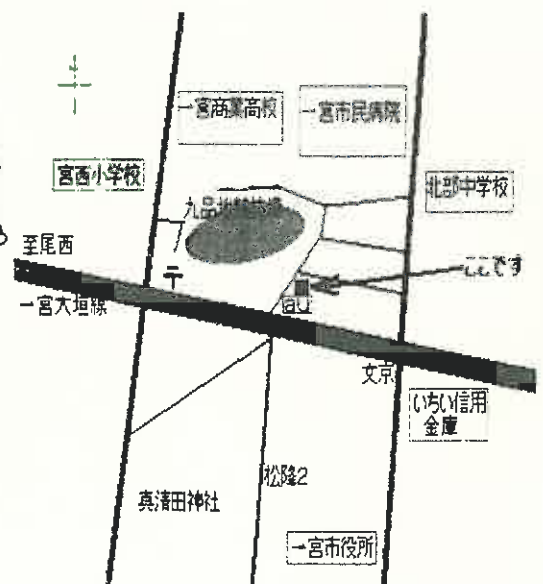 一宮商業高校
一宮市民病院
宮西小学校
北部中学校
至尾西
〒
ここです
au
一宮大垣線
文京
いちい信用
金庫
松降2
真清田神社
一宮市役所